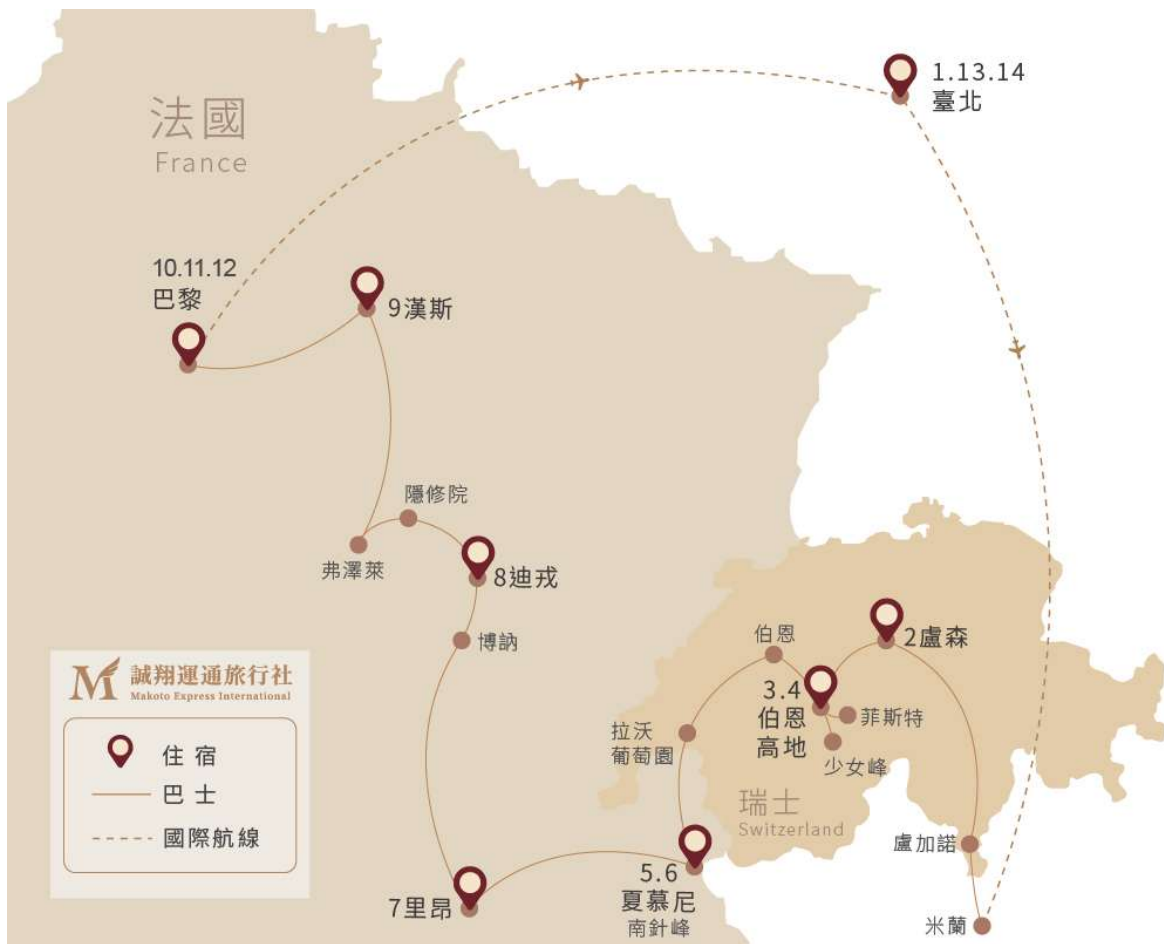 法國
France
1.13.14
臺北
10.11.12
巴黎
9漢斯
隱修院
弗澤萊
8迪戎
博訥
伯恩
2盧森
3.4
伯恩
高地
菲斯特
少女峰
拉沃
葡萄園
瑞士
Switzerland
盧加諾
米蘭
5.6
夏慕尼
南針峰
7里昂
誠翔運通旅行社
Makoto Express International
住宿
巴士
國際航線